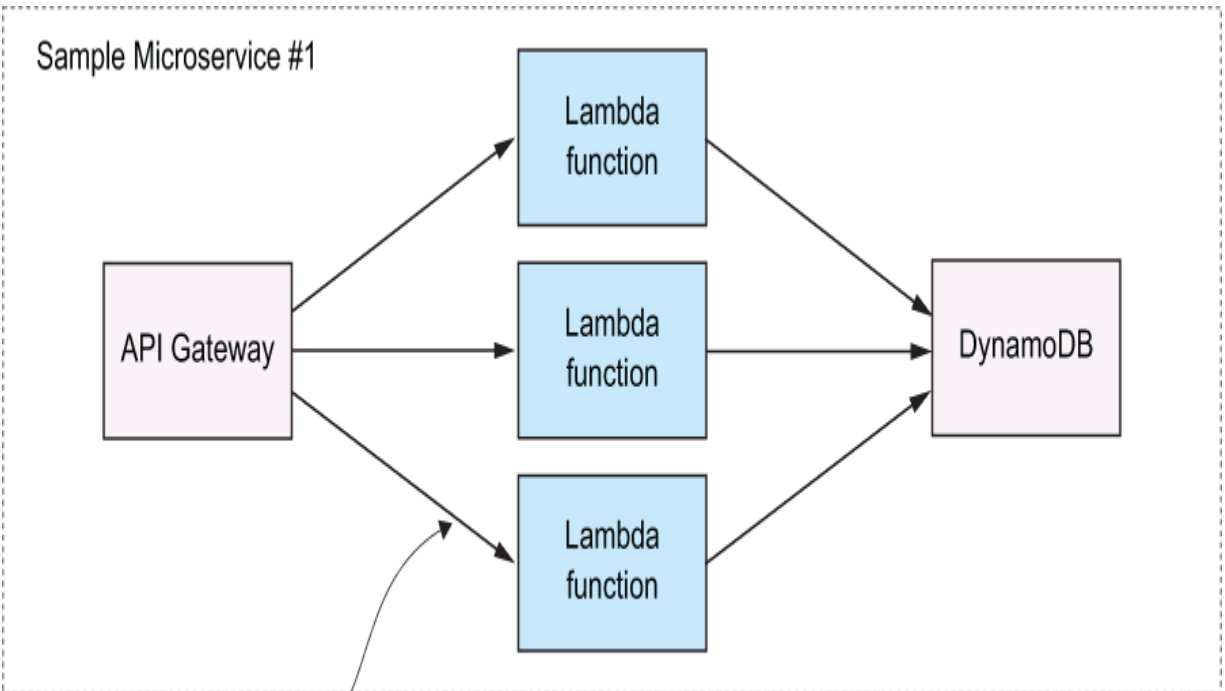 Sample Microservice #1
Lambda
function
API Gateway
Lambda
function
DynamoDB
Lambda
function